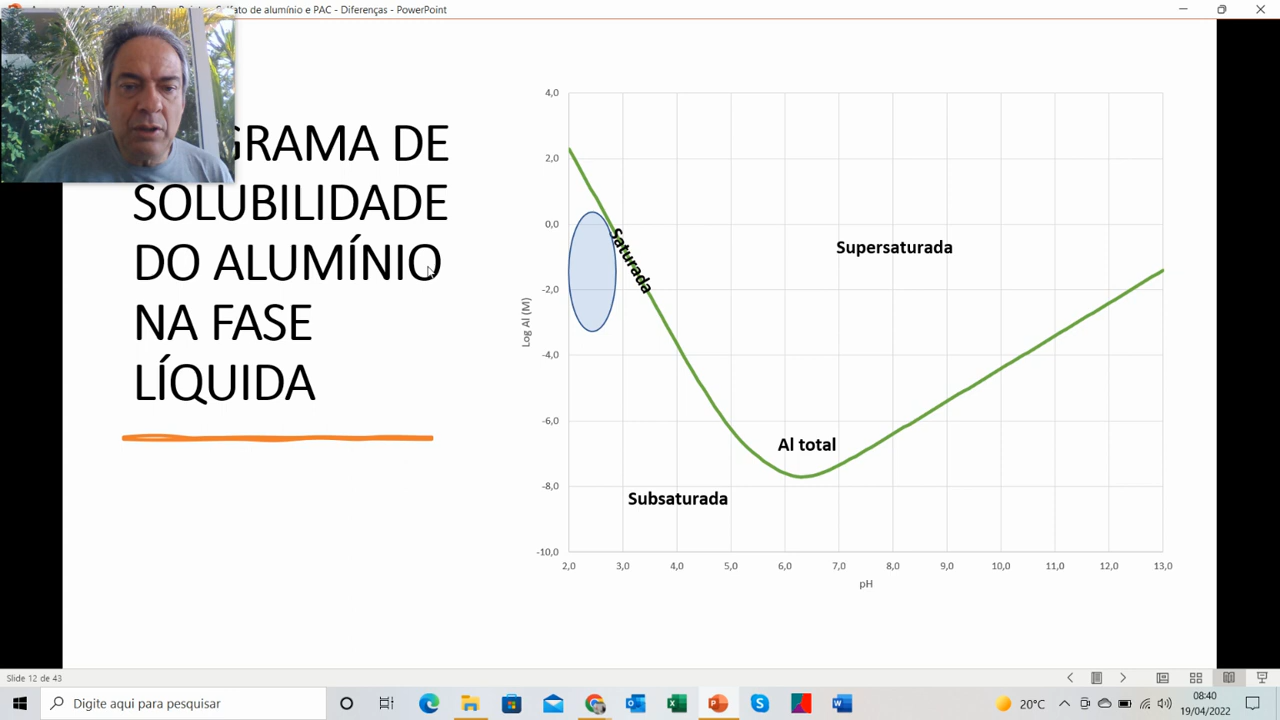 Sulfato de alumínio e PAC - Diferenças - PowerPoint
GRAMA DE
SOLUBILIDADE
DO ALUMÍNIO
NA FASE
LÍQUIDA
4,0
2,0
0,0
-2,0
-4,0
-6,0
-8,0
-10,0
Log Al (M)
Saturada
Supersaturada
Al total
Subsaturada
2,0 3,0 4,0 5,0 6,0 7,0 8,0 9,0 10,0 11,0 12,0 13,0
pH
Slide 12 de 43
Digite aqui para pesquisar
20°C
08:40
19/04/2022